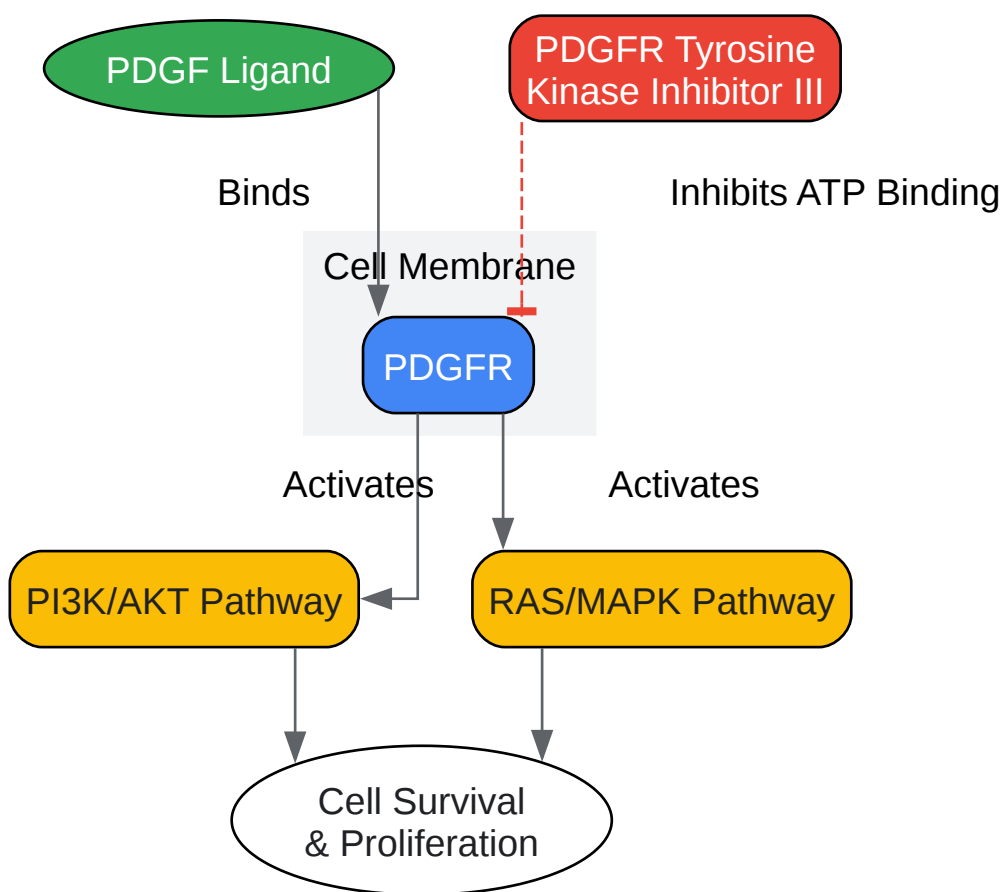 PDGF Ligand
PDGFR Tyrosine
Kinase Inhibitor III
Binds
Inhibits ATP Binding
Cell Membrane
PDGFR
Activates
Activates
PI3K/AKT Pathway
RAS/MAPK Pathway
Cell Survival
& Proliferation